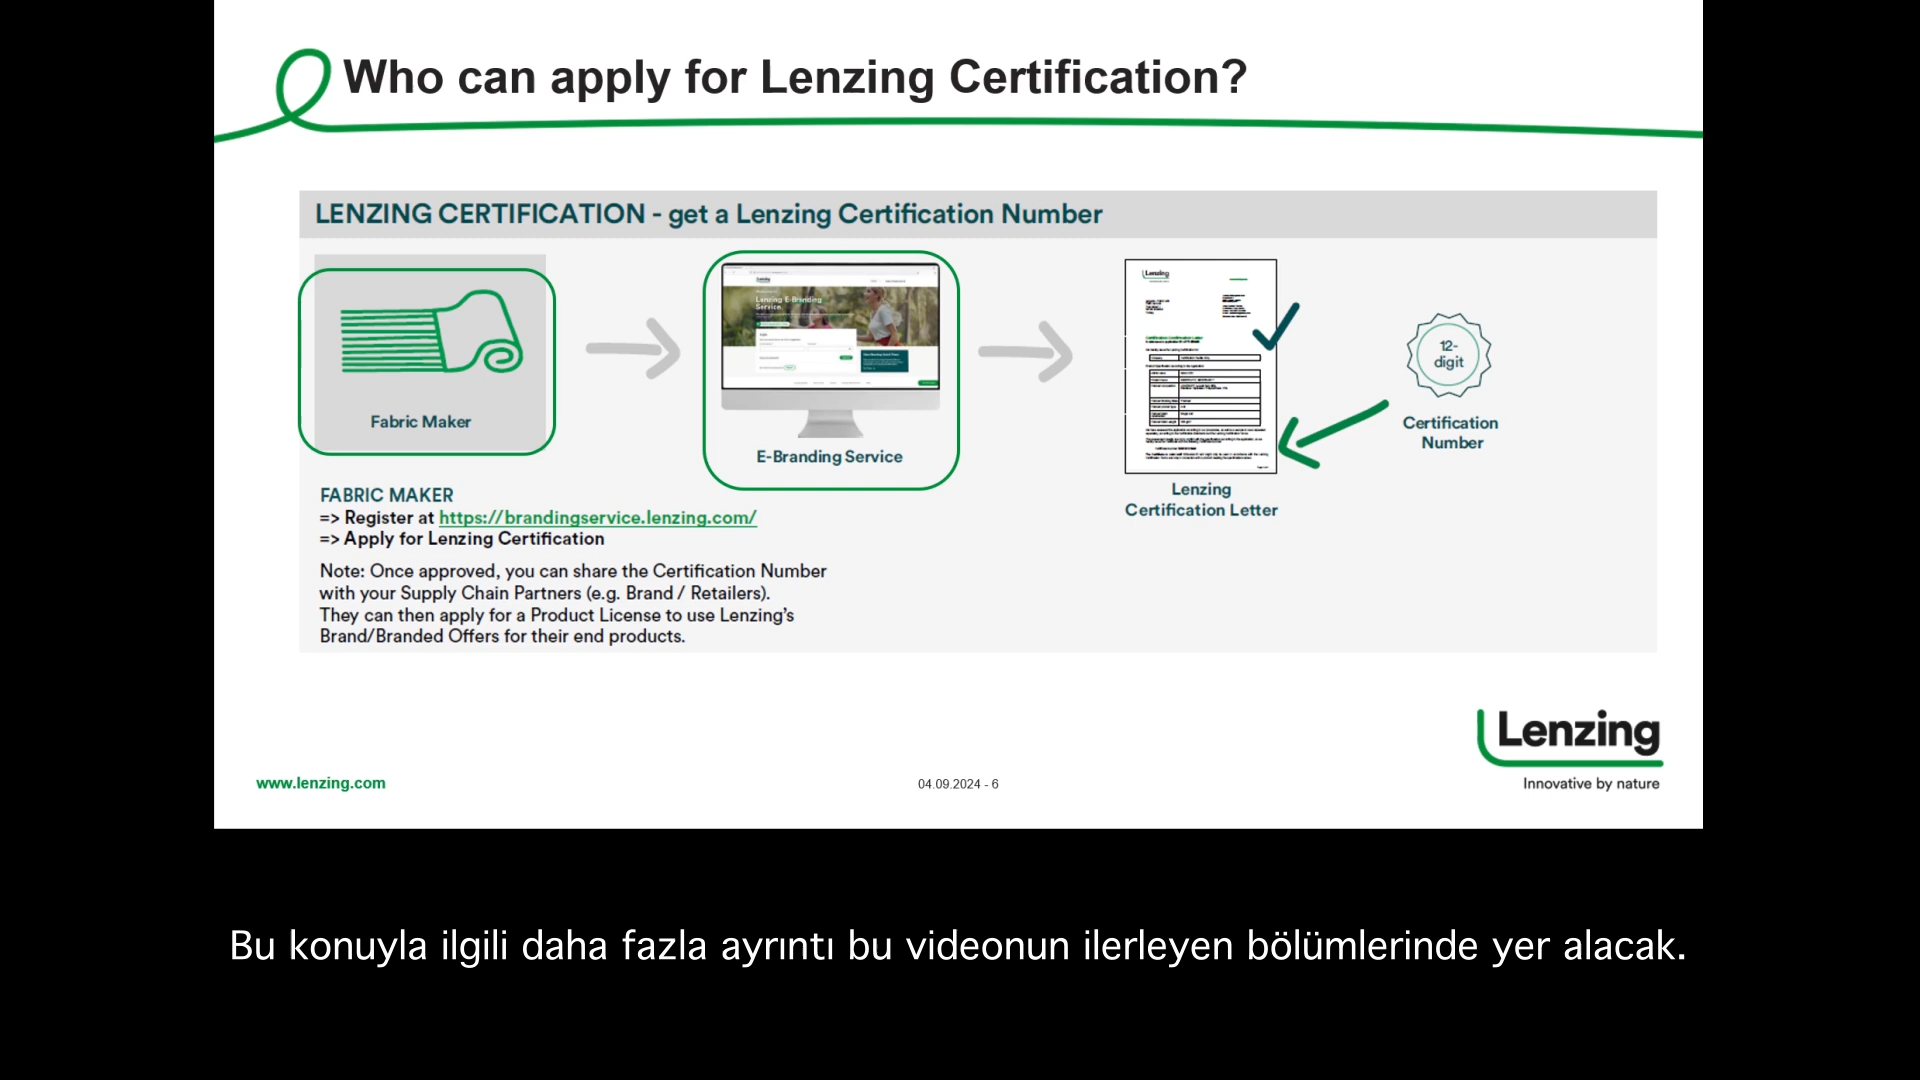 Who can apply for Lenzing Certification?
LENZING CERTIFICATION - get a Lenzing Certification Number
Fabric Maker
Lenzing E-Branding
Service
E-Branding Service
Lenzing
Lenzing
Certification Letter
12-
digit
Certification
Number
FABRIC MAKER
=> Register at https://brandingservice.lenzing.com/
=> Apply for Lenzing Certification
Note: Once approved, you can share the Certification Number
with your Supply Chain Partners (e.g. Brand / Retailers).
They can then apply for a Product License to use Lenzing’s
Brand/Branded Offers for their end products.
Lenzing
Innovative by nature
www.lenzing.com
04.09.2024 - 6
Bu konuyla ilgili daha fazla ayrıntı bu videonun ilerleyen bölümlerinde yer alacak.